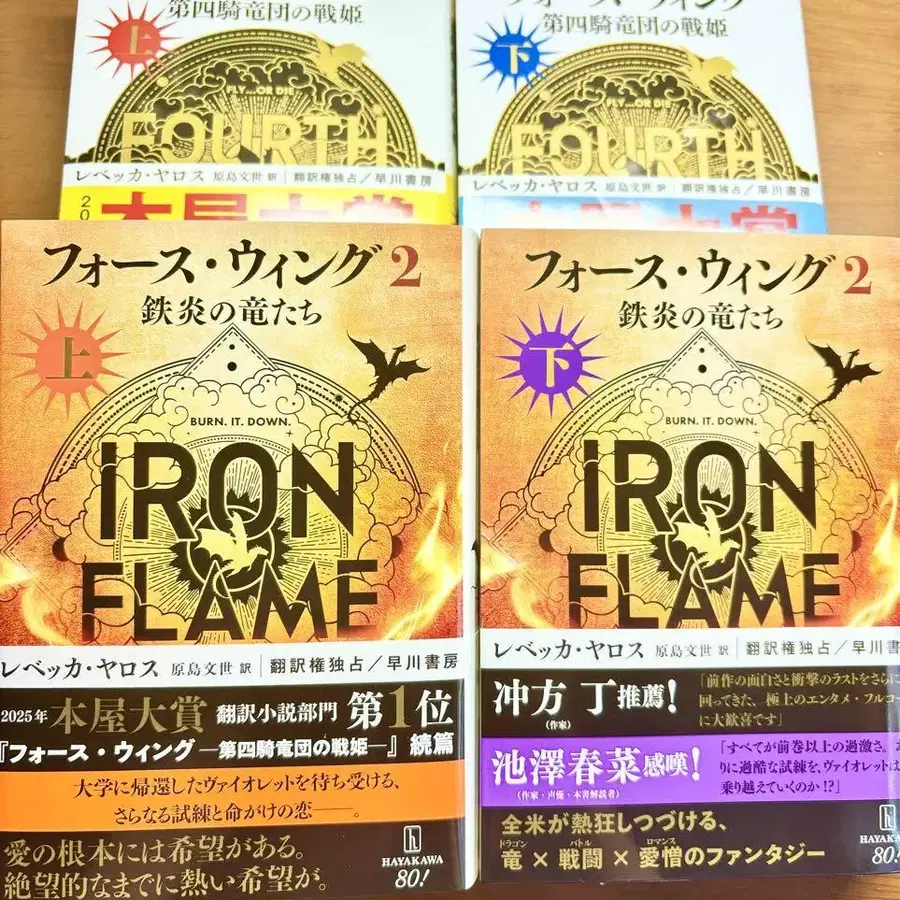 第四騎竜団の戦姫
上
FLY...OR DIE
FOURTH
レベッカ・ヤロス 原島文世 訳 翻訳権独占/早川書房
本屋大賞
フォース・ウィング
第四騎竜団の戦姫
下
FLY...OR DIE
FOURTH
レベッカ・ヤロス 原島文世 訳 翻訳権独占/早川書房
フォース・ウィング2
鉄炎の竜たち
上
BURN. IT. DOWN.
IRON
FLAME
レベッカ・ヤロス 原島文世 訳 翻訳権独占/早川書房
2025年 本屋大賞 翻訳小説部門 第1位
『フォース・ウィング―第四騎竜団の戦姫―』続篇
大学に帰還したヴァイオレットを待ち受ける、
さらなる試練と命がけの恋――。
愛の根本には希望がある。
絶望的なまでに熱い希望が。
h
HAYAKAWA
80!
フォース・ウィング2
鉄炎の竜たち
下
BURN. IT. DOWN.
IRON
FLAME
レベッカ・ヤロス 原島文世 訳 翻訳権独占/早川書房
冲方 丁推薦!
(作家)
「前作の面白さと衝撃のラストをさらに
回ってきた、極上のエンタメ・フルコー
に大歓喜です」
池澤春菜感嘆!
(作家・声優・本書解説者)
「すべてが前巻以上の過激さ。
りに過酷な試練を、ヴァイオレットは
乗り越えていくのか!?」
全米が熱狂しつづける、
竜×戦闘×愛憎のファンタジー
ドラゴン バトル ロマンス
h
HAYAKAWA
80!